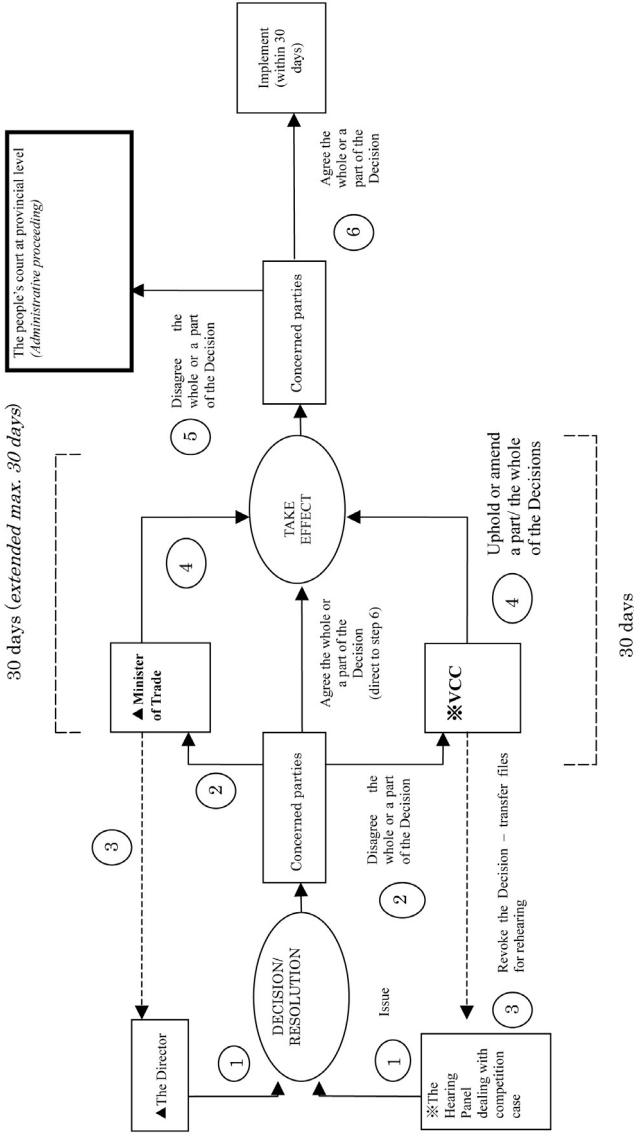 30 days (extended max. 30 days)
The people's court at provincial level
(Administrative proceeding)
▲The Director
3
▲Minister
of Trade
4
5
Disagree the
whole or a part
of the Decision
1
2
DECISION/
RESOLUTION
Concerned parties
Agree the whole or
a part of the
Decision
(direct to step 6)
TAKE
EFFECT
Concerned parties
6
Agree the
whole or a
part of the
Decision
Implement
(within 30
days)
Issue
1
Disagree the
whole or a part
of the Decision
2
※The
Hearing
Panel
dealing with
competition
case
3
Revoke the Decision – transfer files
for rehearing
※VCC
4
Uphold or amend
a part/ the whole
of the Decisions
30 days